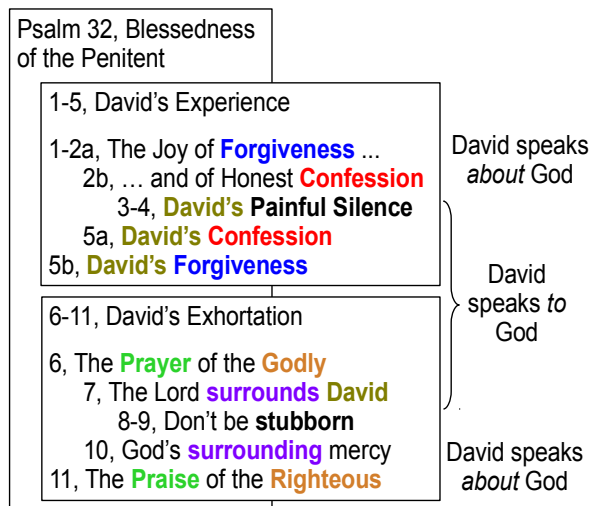 Psalm 32, Blessedness
of the Penitent
1-5, David’s Experience
1-2a, The Joy of Forgiveness ...
2b, … and of Honest Confession
3-4, David’s Painful Silence
5a, David’s Confession
5b, David’s Forgiveness
David speaks
about God
David
speaks to
God
6-11, David’s Exhortation
6, The Prayer of the Godly
7, The Lord surrounds David
8-9, Don’t be stubborn
10, God’s surrounding mercy
11, The Praise of the Righteous
David speaks
about God